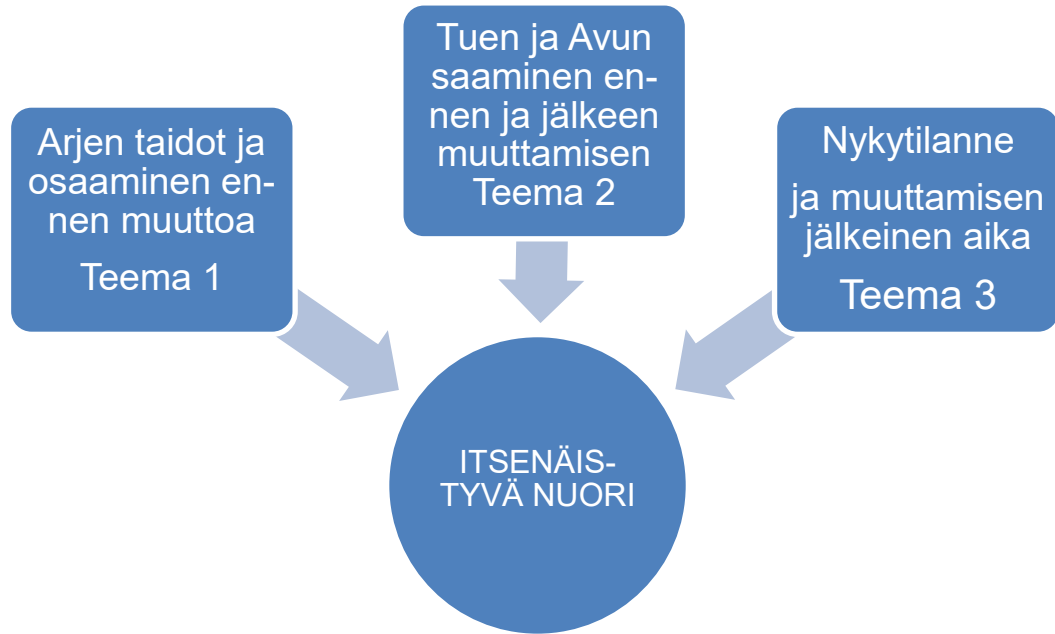 Arjen taidot ja
osaaminen en-
nen muuttoa
Teema 1
Tuen ja Avun
saaminen en-
nen ja jälkeen
muuttamisen
Teema 2
Nykytilanne
ja muuttamisen
jälkeinen aika
Teema 3
ITSENÄIS-
TYVÄ NUORI